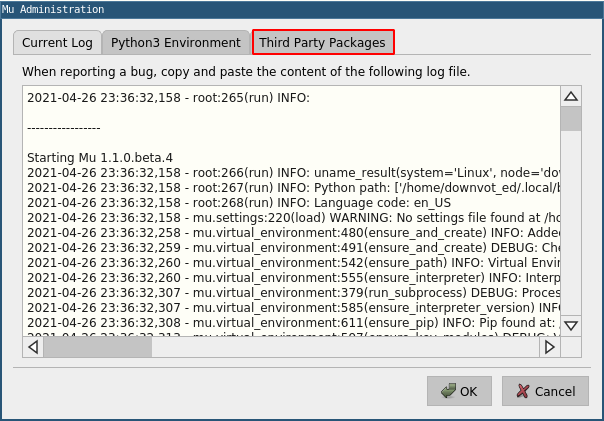 Mu Administration
Current Log
Python3 Environment
Third Party Packages
When reporting a bug, copy and paste the content of the following log file.
2021-04-26 23:36:32,158 - root:265(run) INFO:
-----------------
Starting Mu 1.1.0.beta.4
2021-04-26 23:36:32,158 - root:266(run) INFO: uname_result(system='Linux', node='dov
2021-04-26 23:36:32,158 - root:267(run) INFO: Python path: ['/home/downvot_ed/.local/b
2021-04-26 23:36:32,158 - root:268(run) INFO: Language code: en_US
2021-04-26 23:36:32,158 - mu.settings:220(load) WARNING: No settings file found at /ho
2021-04-26 23:36:32,258 - mu.virtual_environment:480(ensure_and_create) INFO: Added
2021-04-26 23:36:32,259 - mu.virtual_environment:491(ensure_and_create) DEBUG: Che
2021-04-26 23:36:32,260 - mu.virtual_environment:542(ensure_path) INFO: Virtual Envir
2021-04-26 23:36:32,260 - mu.virtual_environment:555(ensure_interpreter) INFO: Interp
2021-04-26 23:36:32,307 - mu.virtual_environment:379(run_subprocess) DEBUG: Proces
2021-04-26 23:36:32,307 - mu.virtual_environment:585(ensure_interpreter_version) INFO
2021-04-26 23:36:32,308 - mu.virtual_environment:611(ensure_pip) INFO: Pip found at: /
OK
Cancel